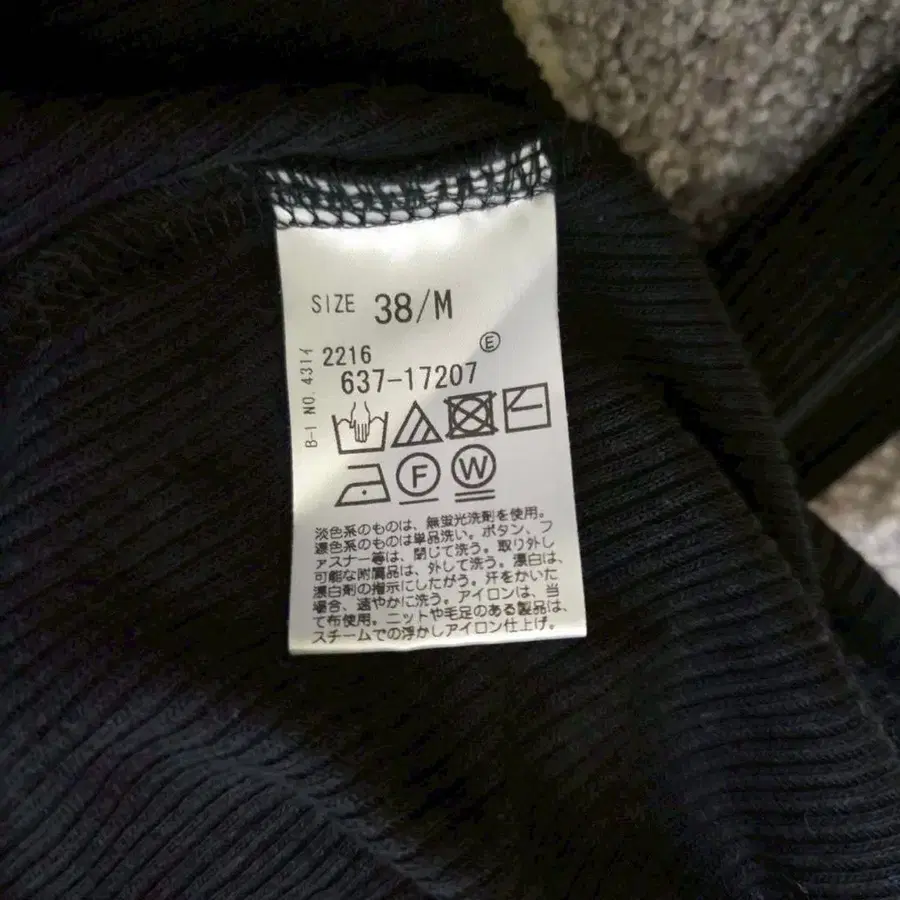 SIZE 38/M
B-1 NO.4314
2216
E
637-17207
F W
淡色系のものは、無蛍光洗剤を使用。
濃色系のものは単品洗い。ボタン、フ
ァスナー等は、閉じて洗う。取り外し
可能な附属品は、外して洗う。漂白は、
漂白剤の指示にしたがう。汗をかいた
場合、速やかに洗う。アイロンは、当
て布使用。ニットや毛足のある製品は、
スチームでの浮かしアイロン仕上げ。